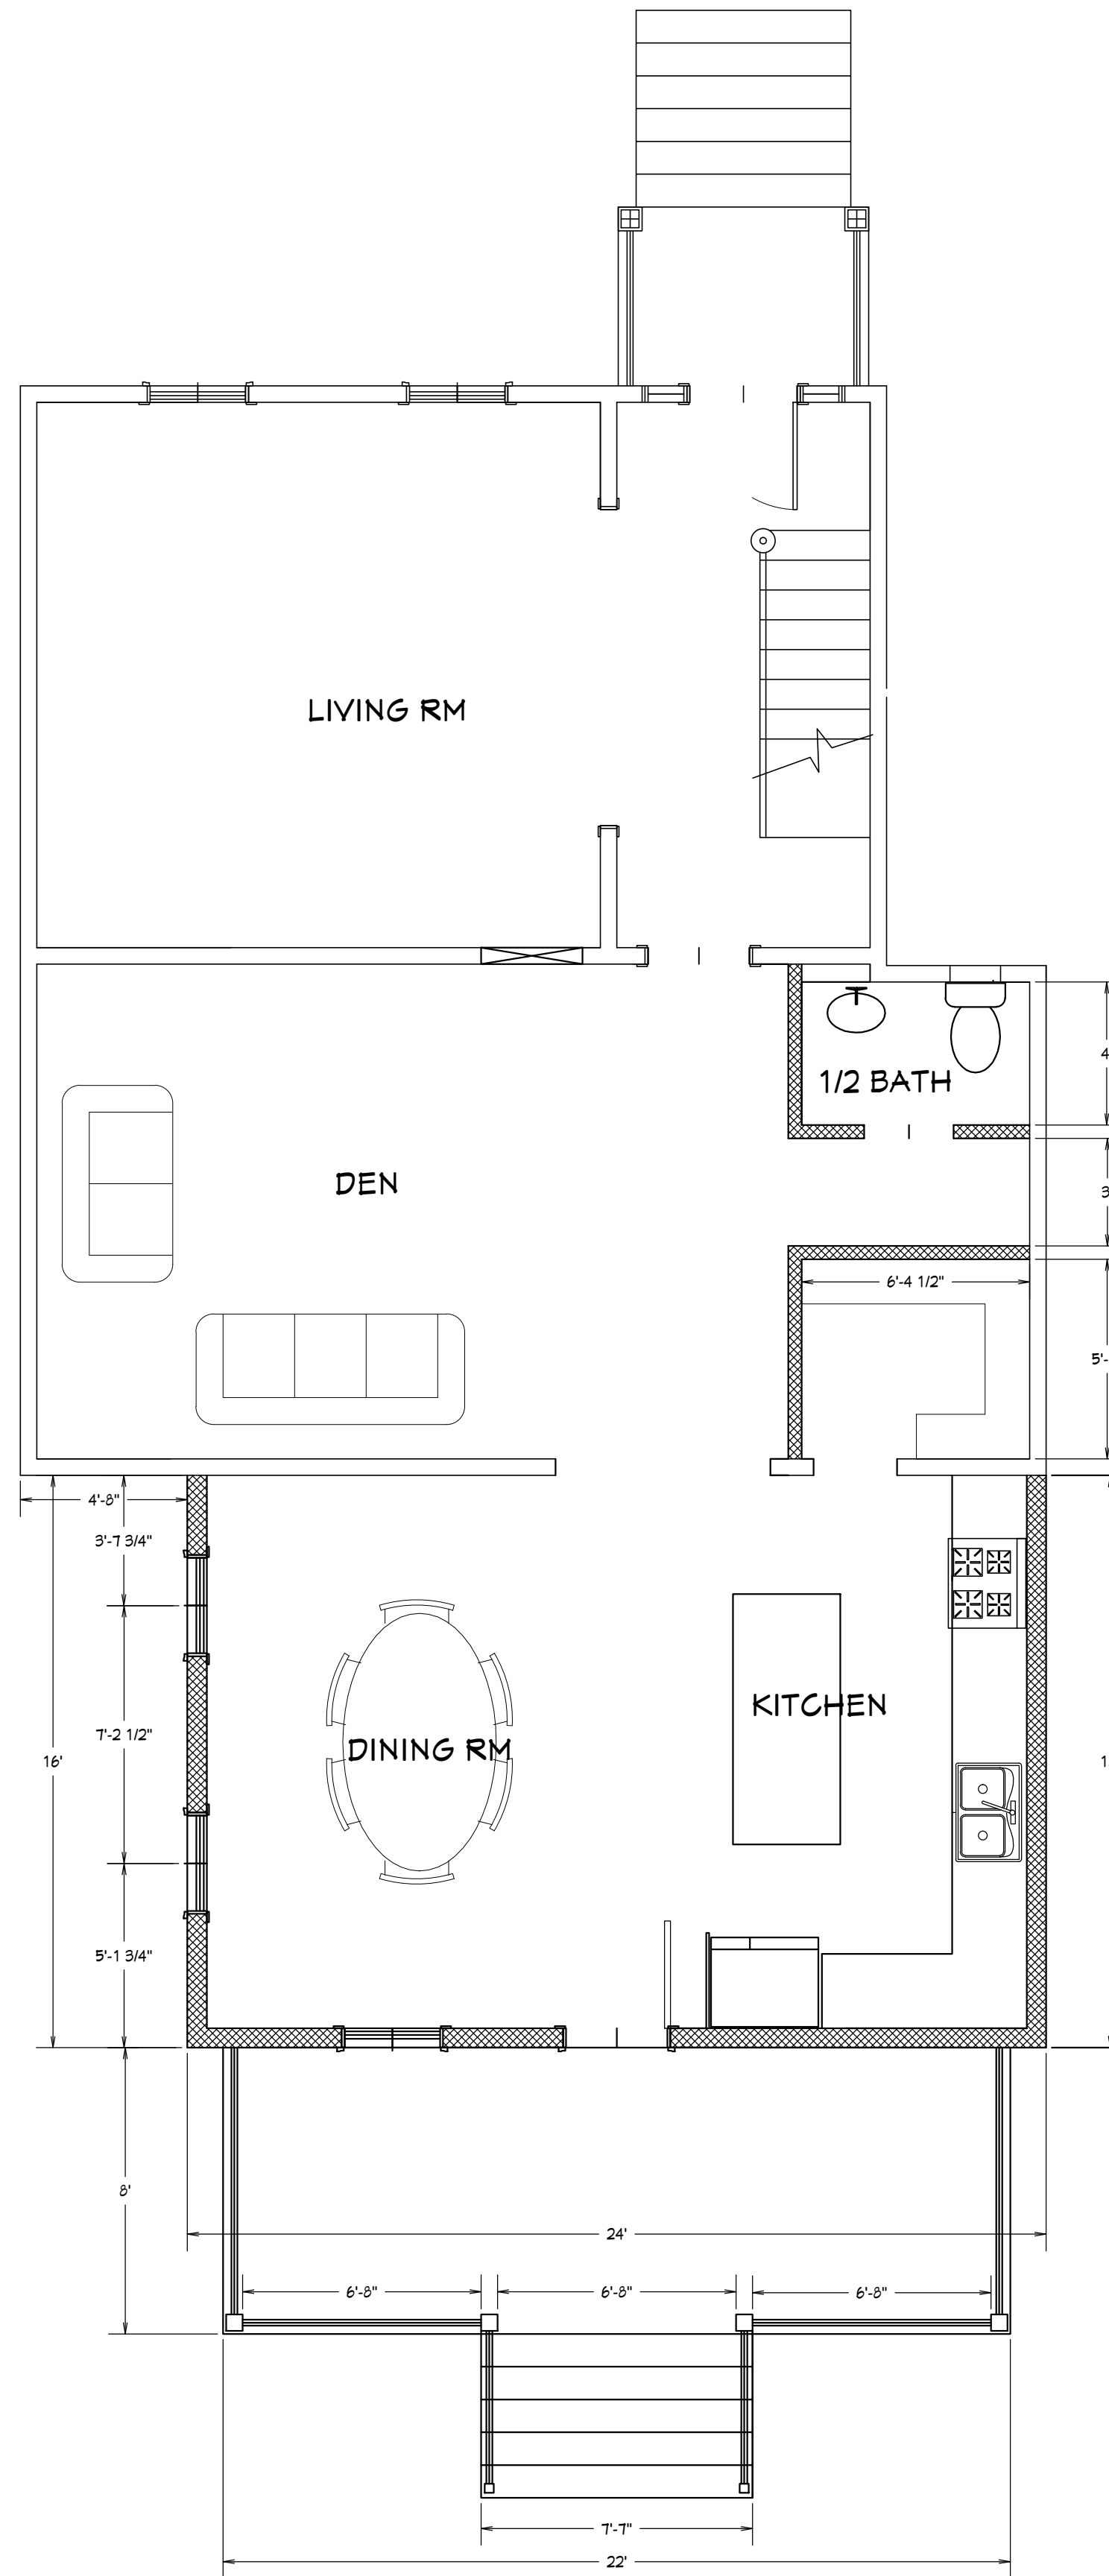 LIVING RM
1/2 BATH
DEN
6'-4 1/2"
4'-8"
3'-7 3/4"
KITCHEN
7'-2 1/2"
DINING RM
16'
5'-1 3/4"
8'
24'
6'-8" 6'-8" 6'-8"
7'-7"
22'